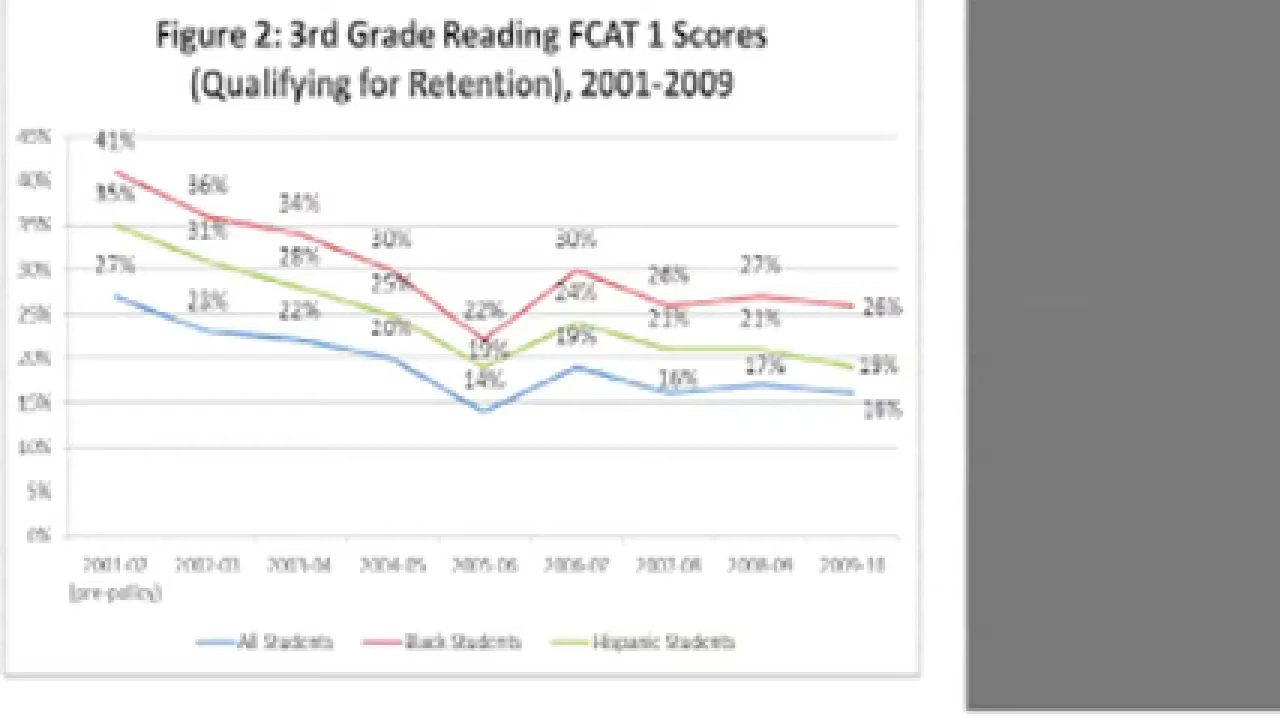 Figure 2: 3rd Grade Reading FCAT 1 Scores
(Qualifying for Retention), 2001-2009
45%
40%
35%
30%
25%
20%
15%
10%
5%
0%
41% 36% 34% 30% 22% 30% 26% 27% 26%
35% 31% 28% 25% 19% 24% 21% 21% 19%
27% 23% 22% 20% 14% 19% 16% 17% 16%
2001-02 2002-03 2003-04 2004-05 2005-06 2006-07 2007-08 2008-09 2009-10
(pre-policy)
All Students Black Students Hispanic Students